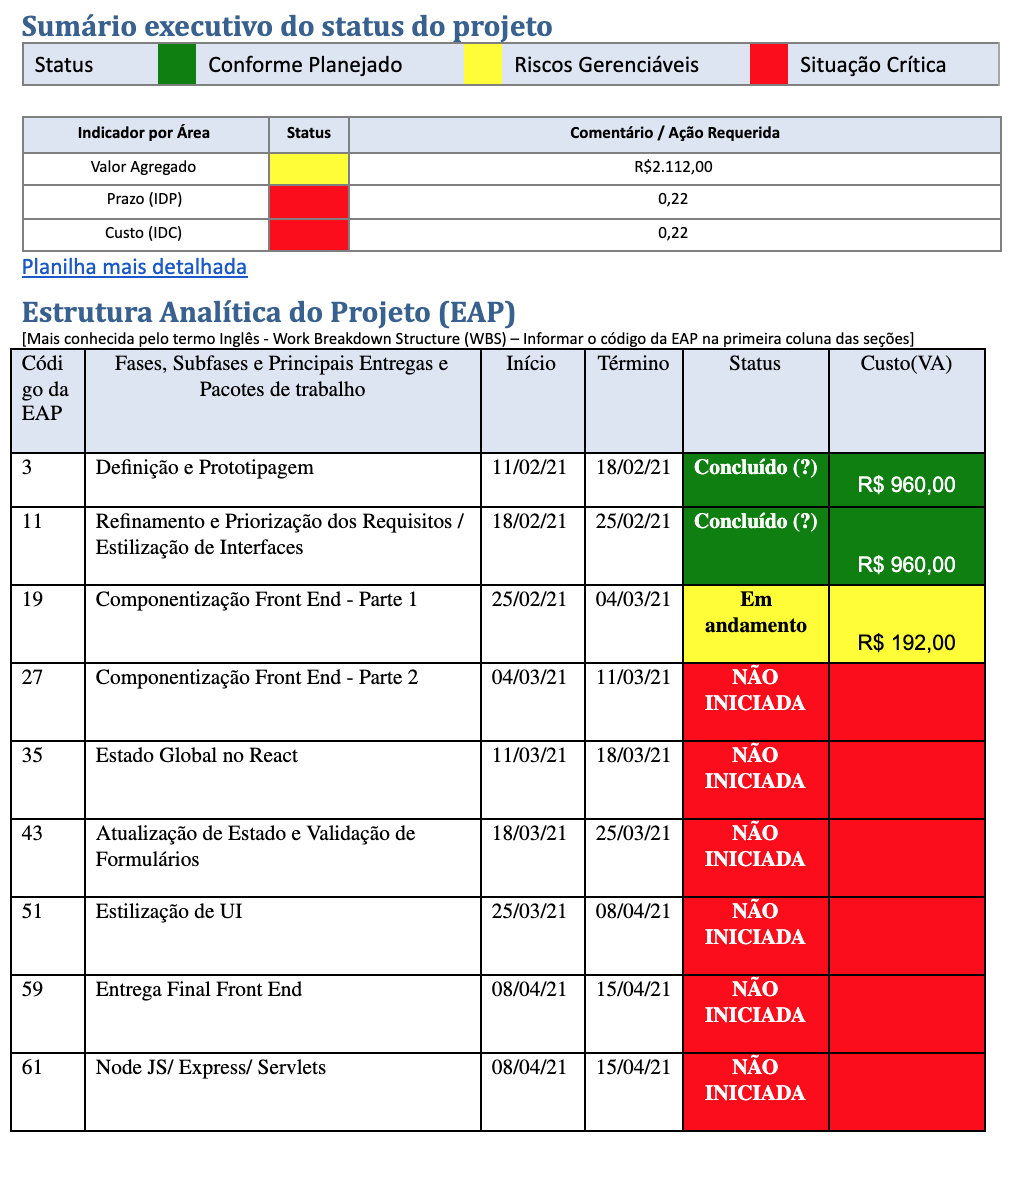 Sumário executivo do status do projeto
Status Conforme Planejado Riscos Gerenciáveis Situação Crítica
Indicador por Área Status Comentário / Ação Requerida
Valor Agregado R$2.112,00
Prazo (IDP) 0,22
Custo (IDC) 0,22
Planilha mais detalhada
Estrutura Analítica do Projeto (EAP)
[Mais conhecida pelo termo Inglês - Work Breakdown Structure (WBS) – Informar o código da EAP na primeira coluna das seções]
Códi
go da
EAP
Fases, Subfases e Principais Entregas e
Pacotes de trabalho
Início
Término
Status
Custo(VA)
3 Definição e Prototipagem 11/02/21 18/02/21 Concluído (?)
R$ 960,00
11 Refinamento e Priorização dos Requisitos / 18/02/21 25/02/21 Concluído (?)
Estilização de Interfaces
R$ 960,00
19 Componentização Front End - Parte 1 25/02/21 04/03/21 Em
andamento
R$ 192,00
27 Componentização Front End - Parte 2 04/03/21 11/03/21 NÃO
INICIADA
35 Estado Global no React 11/03/21 18/03/21 NÃO
INICIADA
43 Atualização de Estado e Validação de 18/03/21 25/03/21 NÃO
Formulários INICIADA
51 Estilização de UI 25/03/21 08/04/21 NÃO
INICIADA
59 Entrega Final Front End 08/04/21 15/04/21 NÃO
INICIADA
61 Node JS/ Express/ Servlets 08/04/21 15/04/21 NÃO
INICIADA